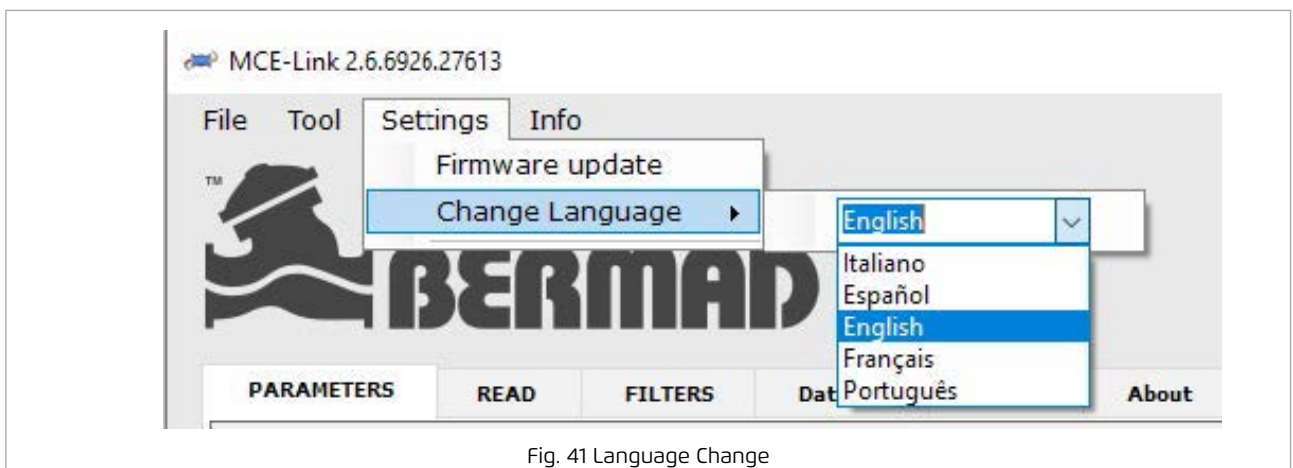 MCE-Link 2.6.6926.27613
File Tool Settings Info
Firmware update
Change Language
English
Italiano
Español
English
Français
Português
TM
BERMAD
PARAMETERS READ FILTERS Dat About
Fig. 41 Language Change